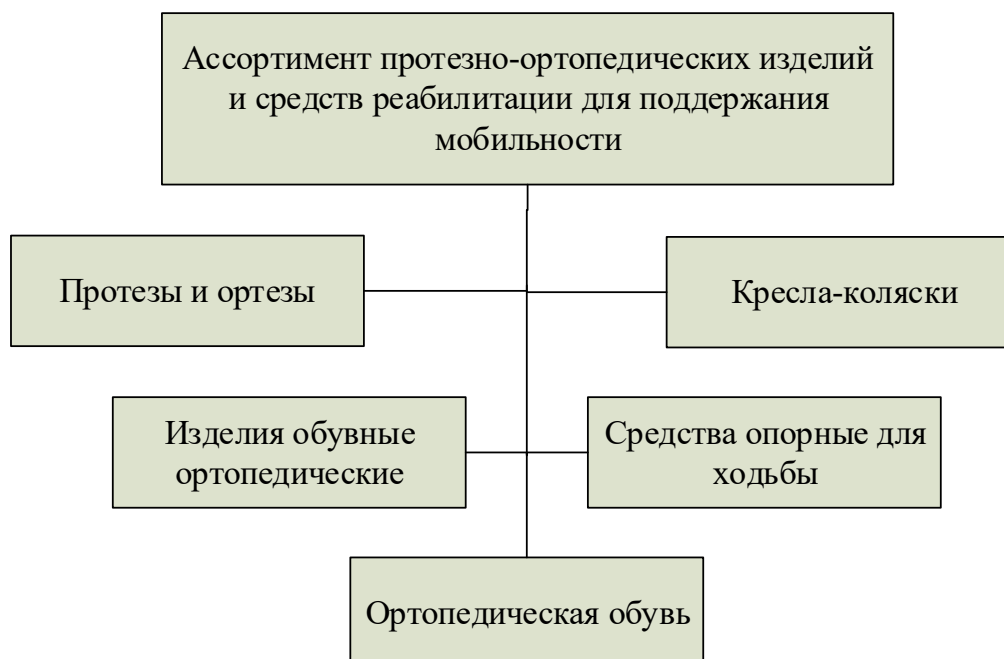 Ассортимент протезно-ортопедических изделий
и средств реабилитации для поддержания
мобильности
Протезы и ортезы
Кресла-коляски
Изделия обувные
ортопедические
Средства опорные для
ходьбы
Ортопедическая обувь